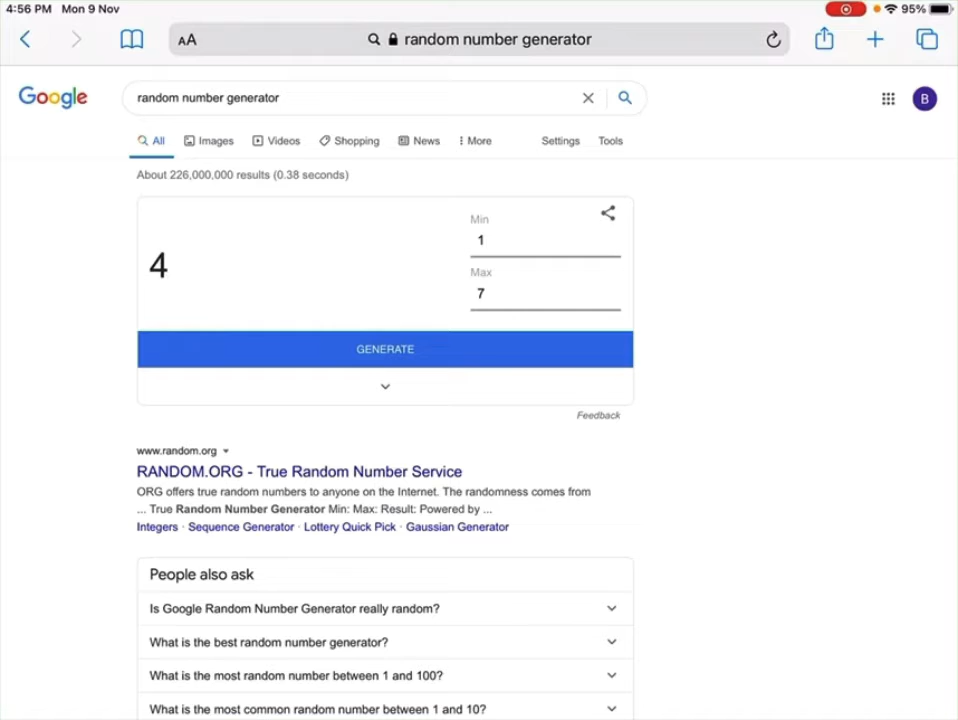 4:56 PM Mon 9 Nov
95%
AA
random number generator
Google
random number generator
B
All Images Videos Shopping News More Settings Tools
About 226,000,000 results (0.38 seconds)
Min
1
4
Max
7
GENERATE
Feedback
www.random.org
RANDOM.ORG - True Random Number Service
ORG offers true random numbers to anyone on the Internet. The randomness comes from
... True Random Number Generator Min: Max: Result: Powered by ...
Integers · Sequence Generator · Lottery Quick Pick · Gaussian Generator
People also ask
Is Google Random Number Generator really random?
What is the best random number generator?
What is the most random number between 1 and 100?
What is the most common random number between 1 and 10?